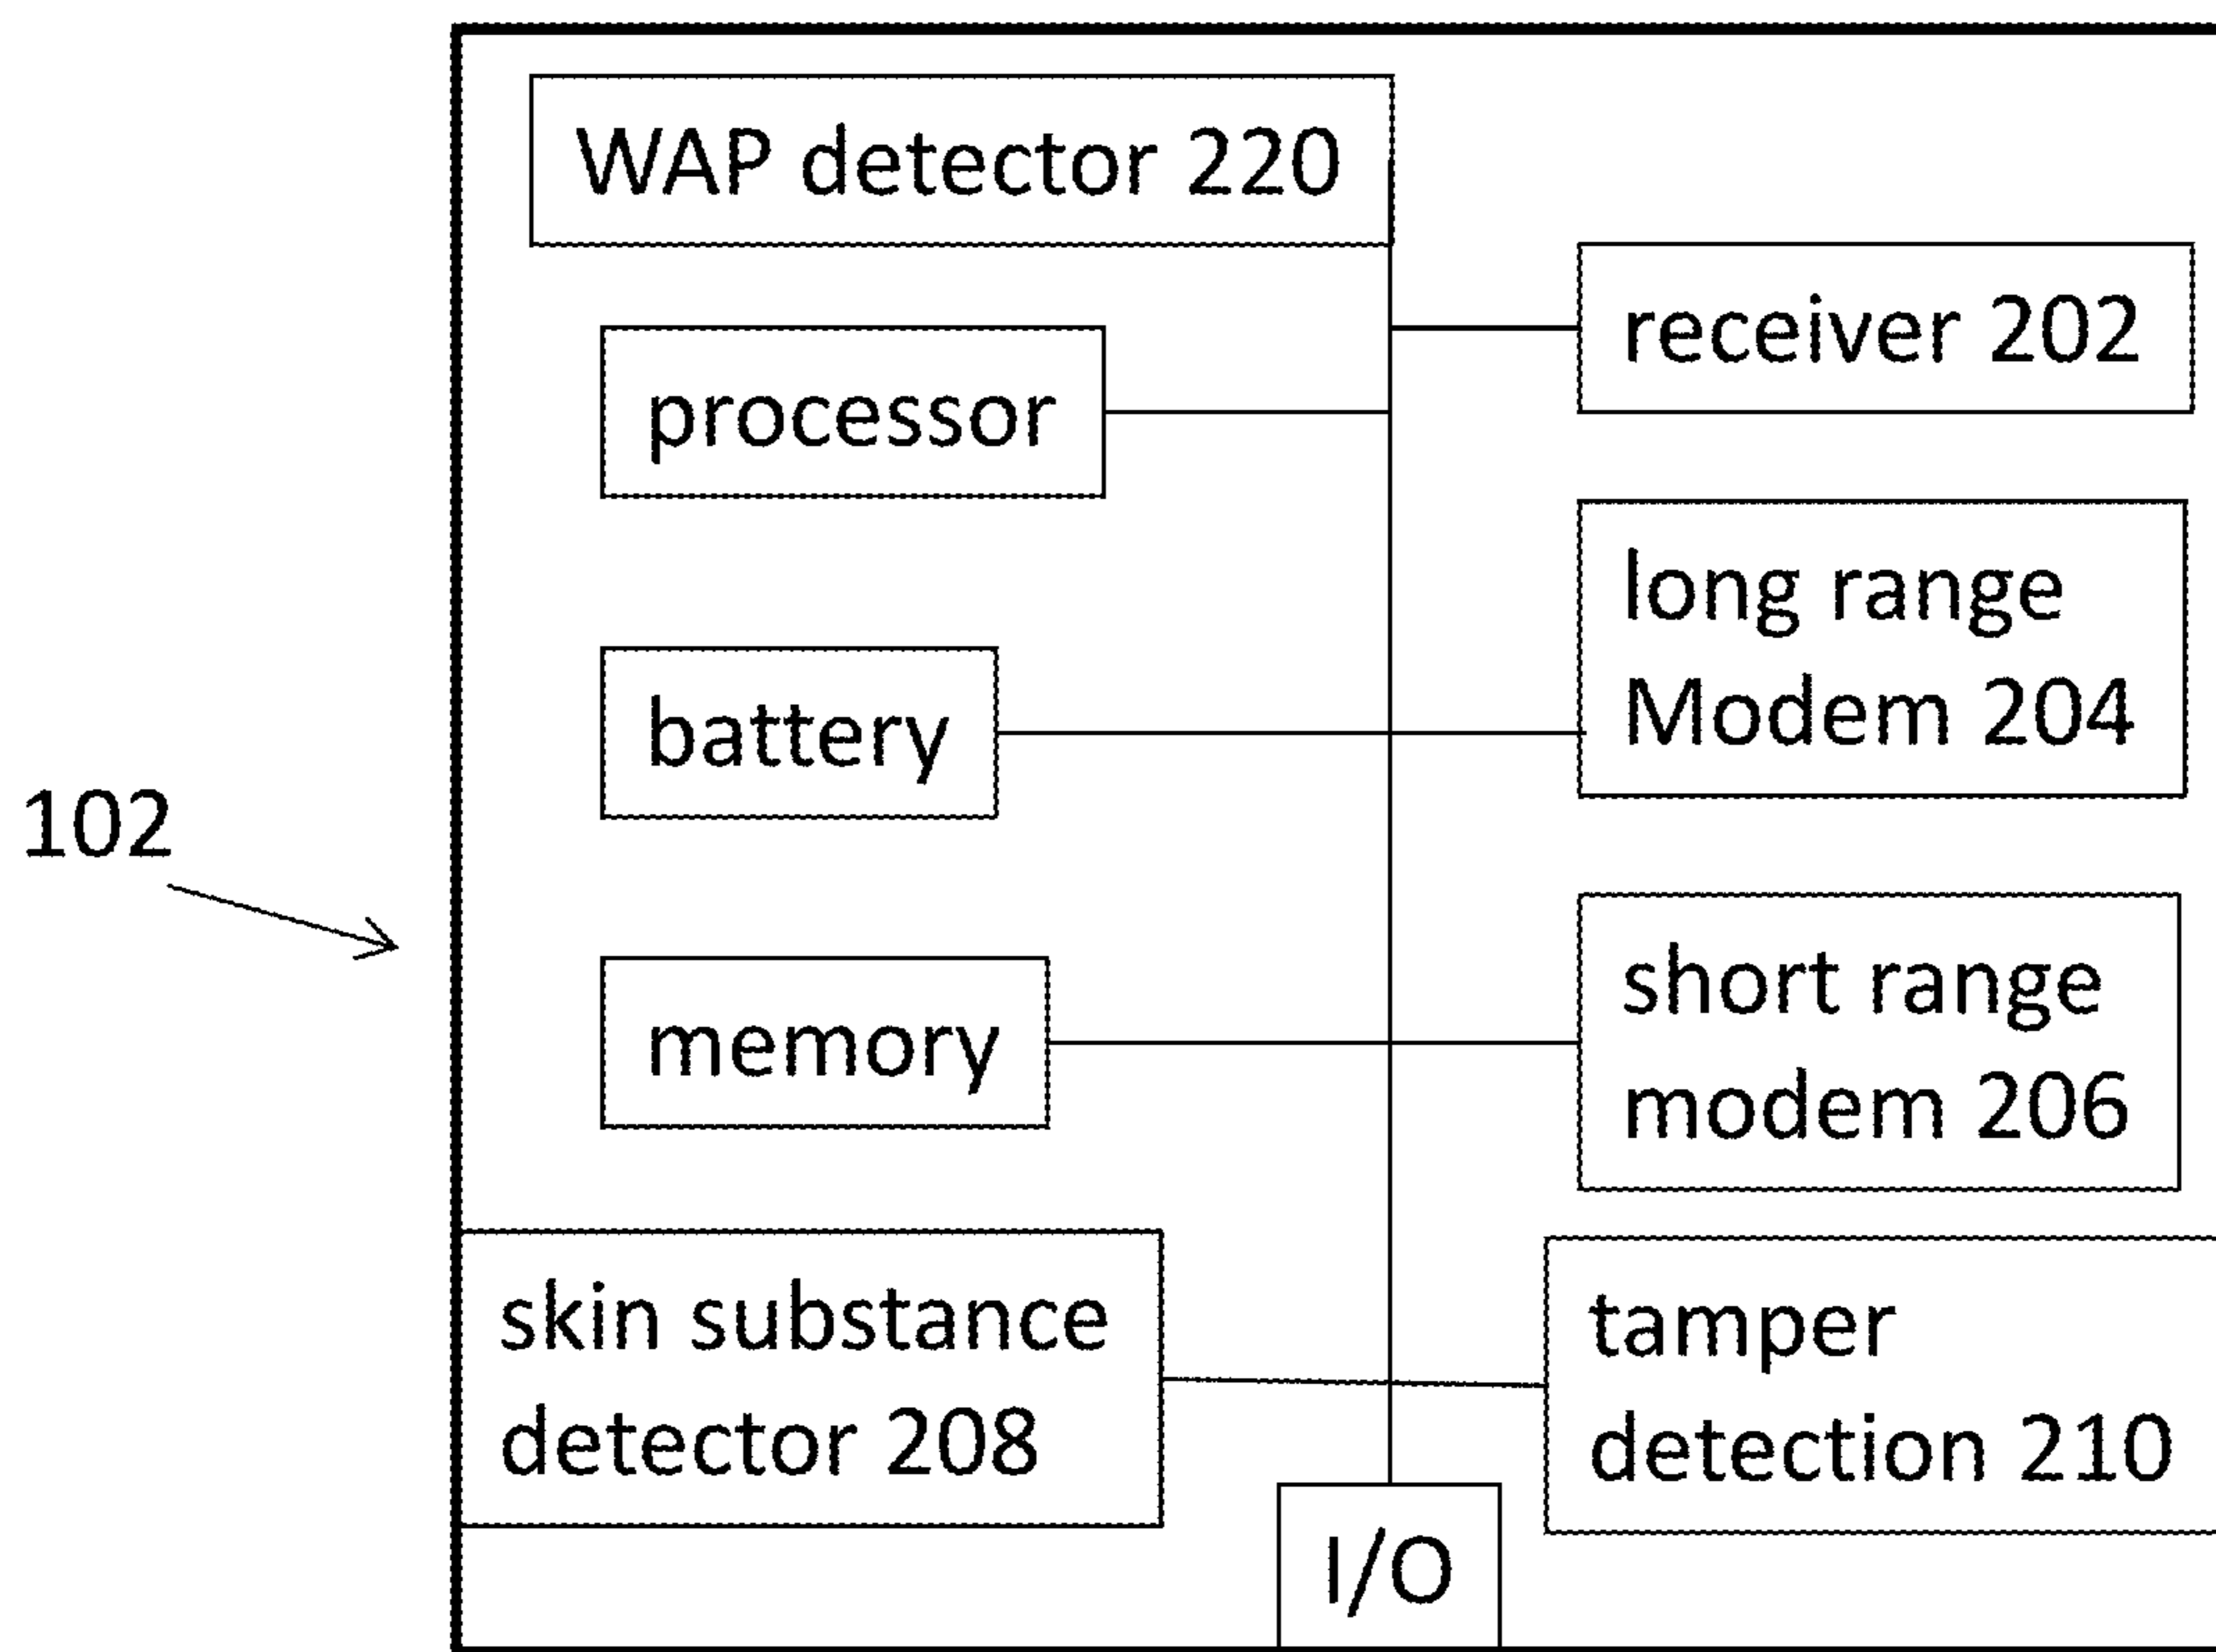 WAP detector 220
receiver 202
processor
long range
Modem 204
battery
102
short range
modem 206
memory
skin substance
detector 208
tamper
detection 210
I/O